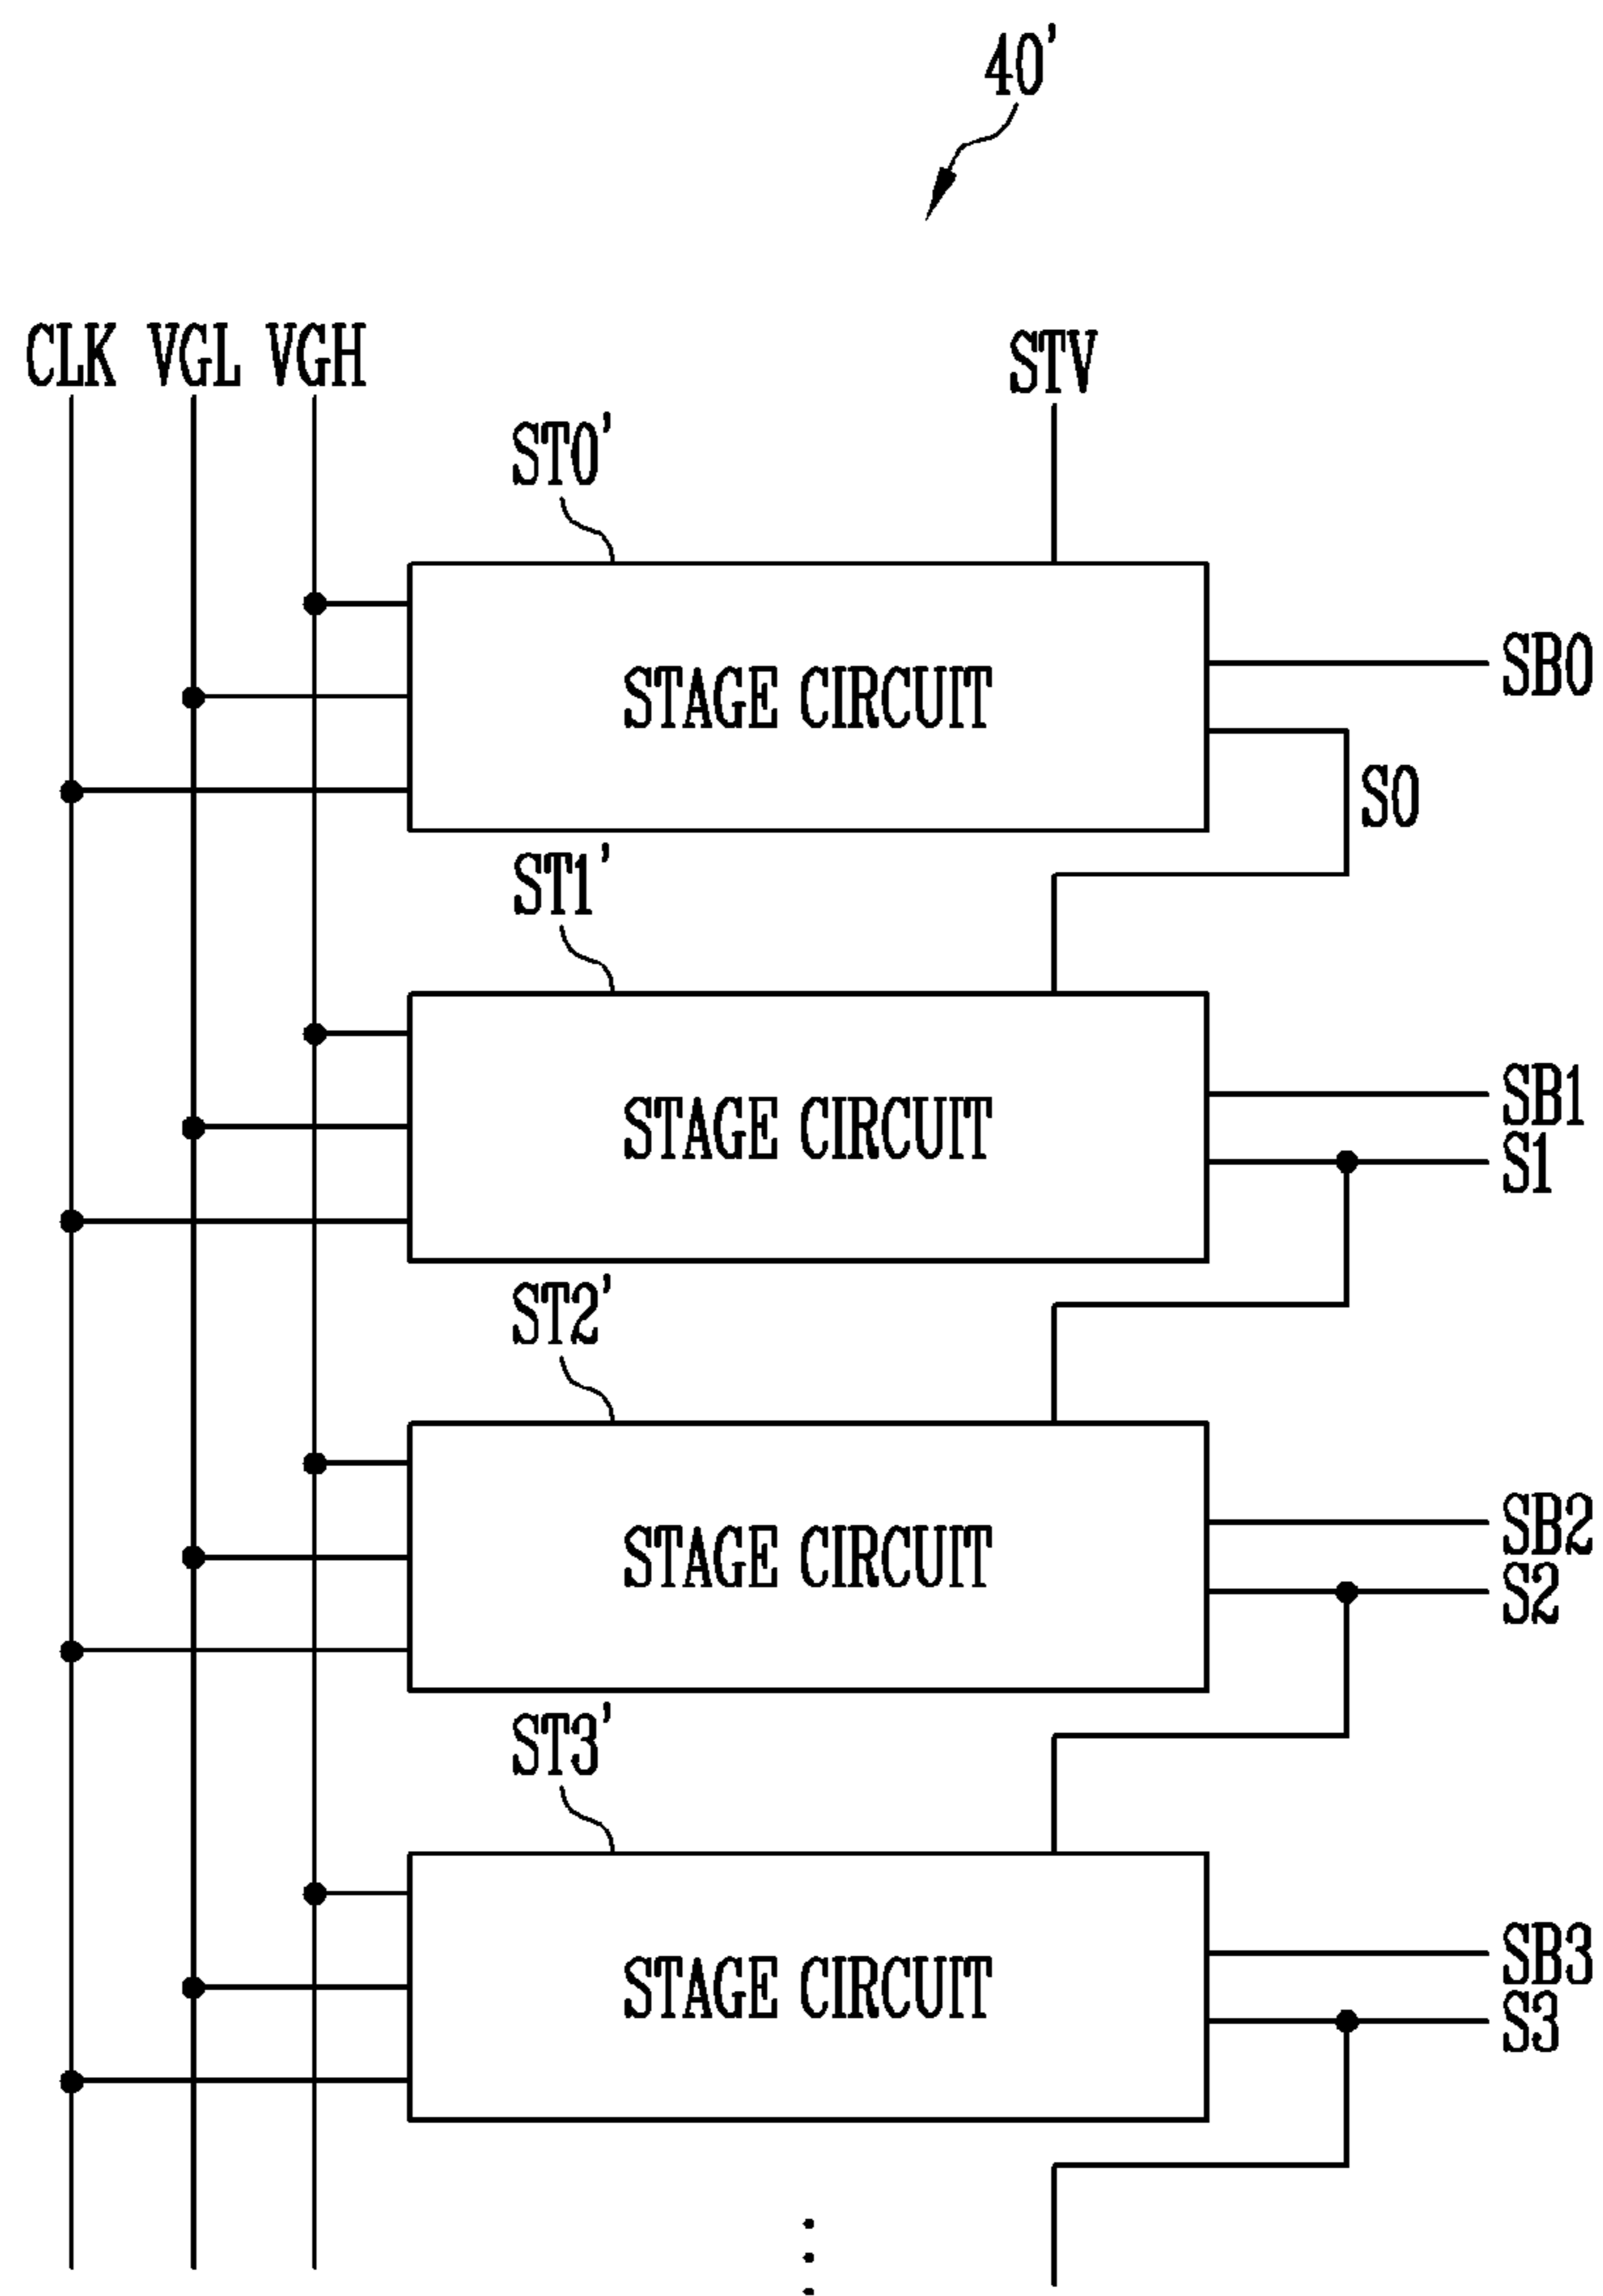 40'
CLK VGL VGH
STV
ST0'
STAGE CIRCUIT
SB0
S0
ST1'
STAGE CIRCUIT
SB1
S1
ST2'
STAGE CIRCUIT
SB2
S2
ST3'
STAGE CIRCUIT
SB3
S3